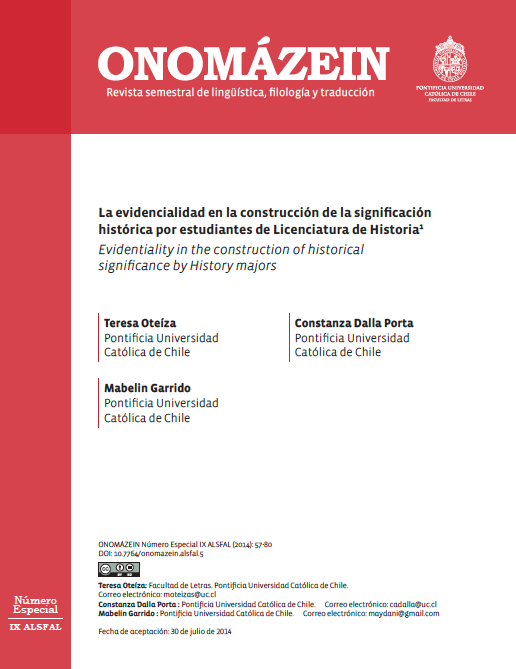 ONOMÁZEIN
Revista semestral de lingüística, filología y traducción
PONTIFICIA UNIVERSIDAD
CATÓLICA DE CHILE
FACULTAD DE LETRAS
La evidencialidad en la construcción de la significación
histórica por estudiantes de Licenciatura de Historia¹
Evidentiality in the construction of historical
significance by History majors
Teresa Oteíza
Pontificia Universidad
Católica de Chile
Constanza Dalla Porta
Pontificia Universidad
Católica de Chile
Mabelin Garrido
Pontificia Universidad
Católica de Chile
ONOMÁZEIN Número Especial IX ALSFAL (2014): 57-80
DOI: 10.7764/onomazein.alsfal.5
cc
BY NC
Teresa Oteíza: Facultad de Letras. Pontificia Universidad Católica de Chile.
Correo electrónico: moteizas@uc.cl
Constanza Dalla Porta : Pontificia Universidad Católica de Chile. Correo electrónico: cadalla@uc.cl
Mabelin Garrido : Pontificia Universidad Católica de Chile. Correo electrónico: maydani@gmail.com
Fecha de aceptación: 30 de julio de 2014
Número
Especial
IX ALSFAL